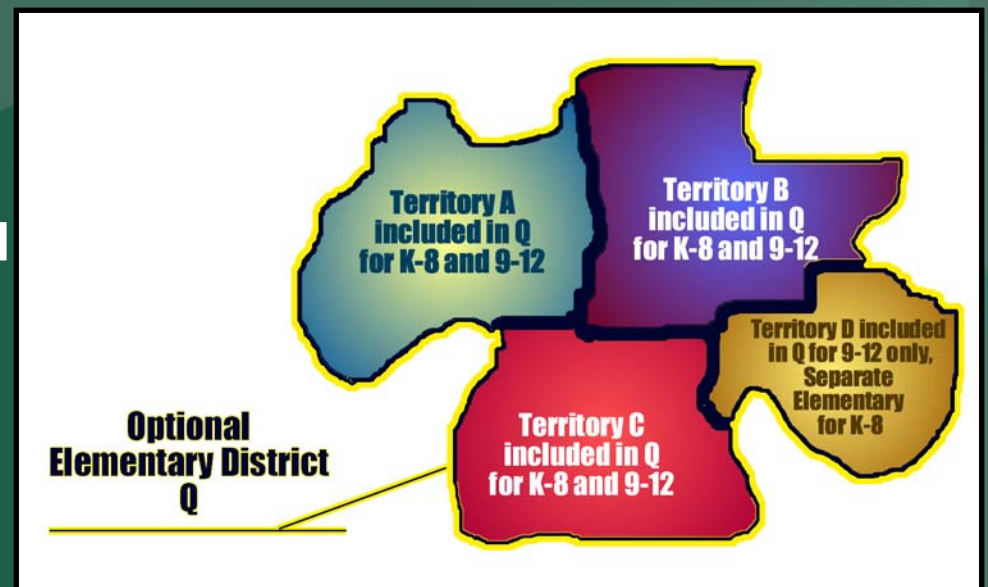 Territory A
included in Q
for K-8 and 9-12
Territory B
included in Q
for K-8 and 9-12
Territory D included
in Q for 9-12 only,
Separate
Elementary
for K-8
Territory C
included in Q
for K-8 and 9-12
Optional
Elementary District
Q